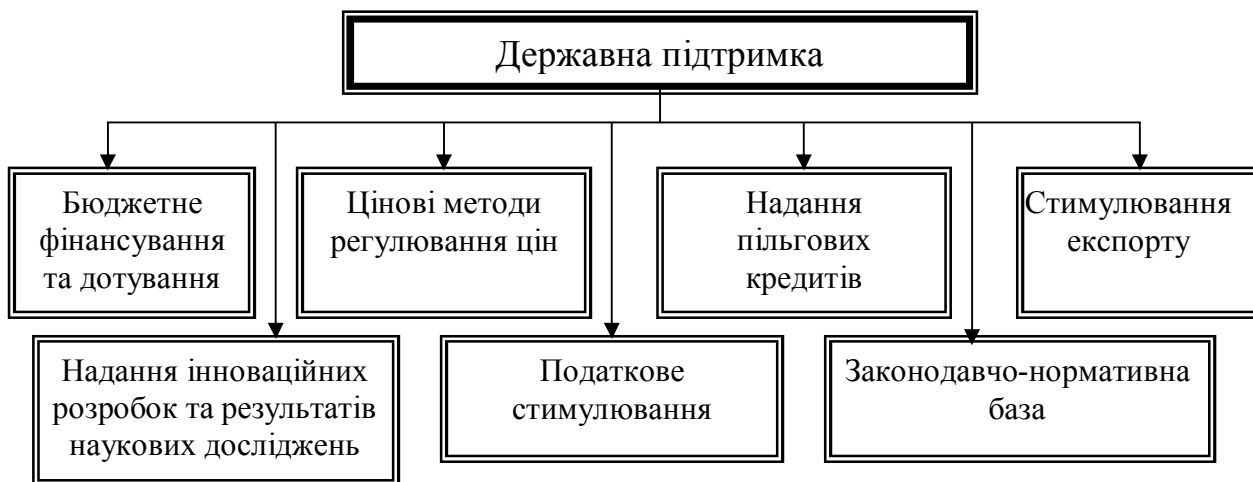 Державна підтримка
Бюджетне
фінансування
та дотування
Цінові методи
регулювання цін
Надання
пільгових
кредитів
Стимулювання
експорту
Надання інноваційних
розробок та результатів
наукових досліджень
Податкове
стимулювання
Законодавчо-нормативна
база